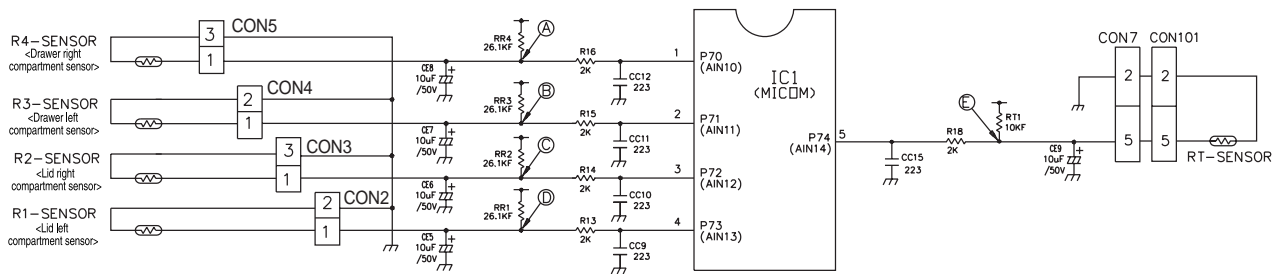 R4-SENSOR
<Drawer right
compartment sensor>
3
1
CON5
CE8
10uF
/50V
RR4
26.1KF
A
R16
2K
CC12
223
1
P70
(AIN10)
R3-SENSOR
<Drawer left
compartment sensor>
2
1
CON4
CE7
10uF
/50V
RR3
26.1KF
B
R15
2K
CC11
223
2
P71
(AIN11)
R2-SENSOR
<Lid right
compartment sensor>
3
1
CON3
CE6
10uF
/50V
RR2
26.1KF
C
R14
2K
CC10
223
3
P72
(AIN12)
R1-SENSOR
<Lid left
compartment sensor>
2
1
CON2
CE5
10uF
/50V
RR1
26.1KF
D
R13
2K
CC9
223
4
P73
(AIN13)
IC1
(MICOM)
P74
(AIN14)
5
CC15
223
R18
2K
E
RT1
10KF
CE9
10uF
/50V
CON7
2
5
CON101
2
5
RT-SENSOR